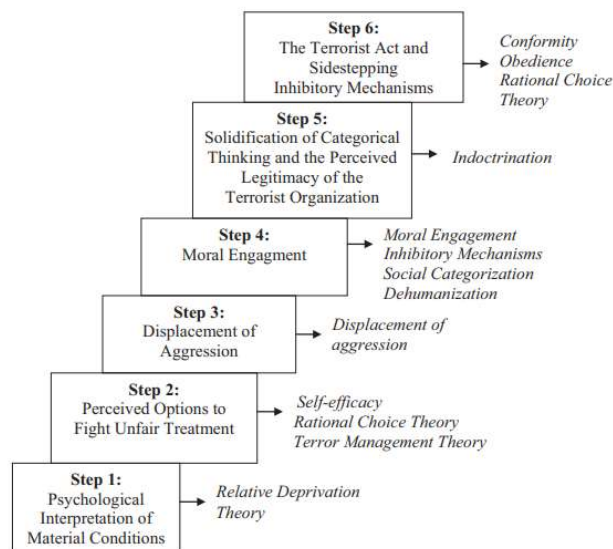 Step 6:
The Terrorist Act and
Sidestepping
Inhibitory Mechanisms
Conformity
Obedience
Rational Choice
Theory
Step 5:
Solidification of Categorical
Thinking and the Perceived
Legitimacy of the
Terrorist Organization
Indoctrination
Step 4:
Moral Engagment
Moral Engagement
Inhibitory Mechanisms
Social Categorization
Dehumanization
Step 3:
Displacement of
Aggression
Displacement of
aggression
Step 2:
Perceived Options to
Fight Unfair Treatment
Self-efficacy
Rational Choice Theory
Terror Management Theory
Step 1:
Psychological
Interpretation of
Material Conditions
Relative Deprivation
Theory